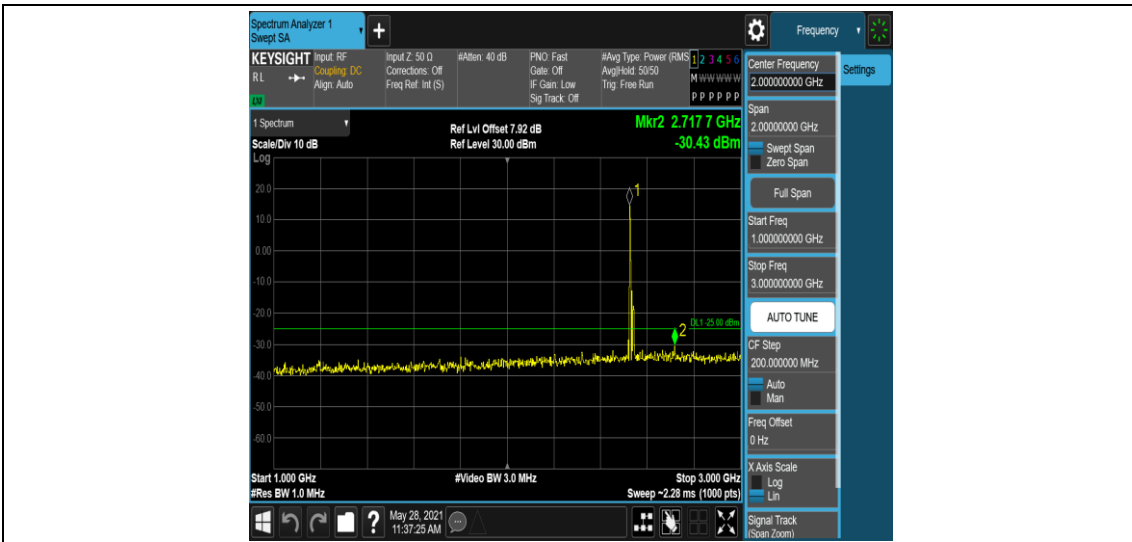 Spectrum Analyzer 1
Swept SA
Frequency
KEYSIGHT
RL
LXI
Input: RF
Coupling: DC
Align: Auto
Input Z: 50 Ω
Corrections: Off
Freq Ref: Int (S)
#Atten: 40 dB
PNO: Fast
Gate: Off
IF Gain: Low
Sig Track: Off
#Avg Type: Power (RMS
Avg|Hold: 50/50
Trig: Free Run
1 2 3 4 5 6
M W W W W W
P P P P P P
1 Spectrum
Scale/Div 10 dB
Log
Ref Lvl Offset 7.92 dB
Ref Level 30.00 dBm
Mkr2 2.717 7 GHz
-30.43 dBm
20.0
10.0
0.00
-10.0
-20.0
-30.0
-40.0
-50.0
-60.0
1
2
DL1 -25.00 dBm
Start 1.000 GHz
#Res BW 1.0 MHz
#Video BW 3.0 MHz
Stop 3.000 GHz
Sweep ~2.28 ms (1000 pts)
?
May 28, 2021
11:37:25 AM
Center Frequency
2.000000000 GHz
Settings
Span
2.00000000 GHz
Swept Span
Zero Span
Full Span
Start Freq
1.000000000 GHz
Stop Freq
3.000000000 GHz
AUTO TUNE
CF Step
200.000000 MHz
Auto
Man
Freq Offset
0 Hz
X Axis Scale
Log
Lin
Signal Track
(Span Zoom)